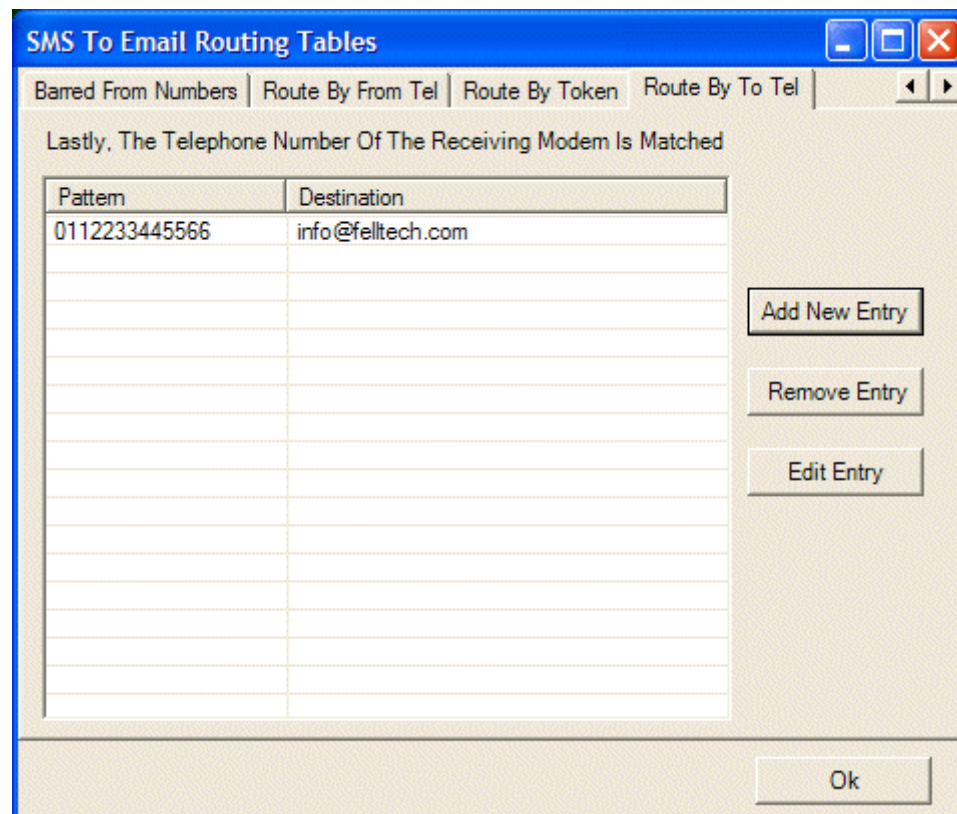 SMS To Email Routing Tables
Barred From Numbers Route By From Tel Route By Token Route By To Tel
Lastly, The Telephone Number Of The Receiving Modem Is Matched
Pattern Destination
0112233445566 info@felltech.com
Add New Entry
Remove Entry
Edit Entry
Ok